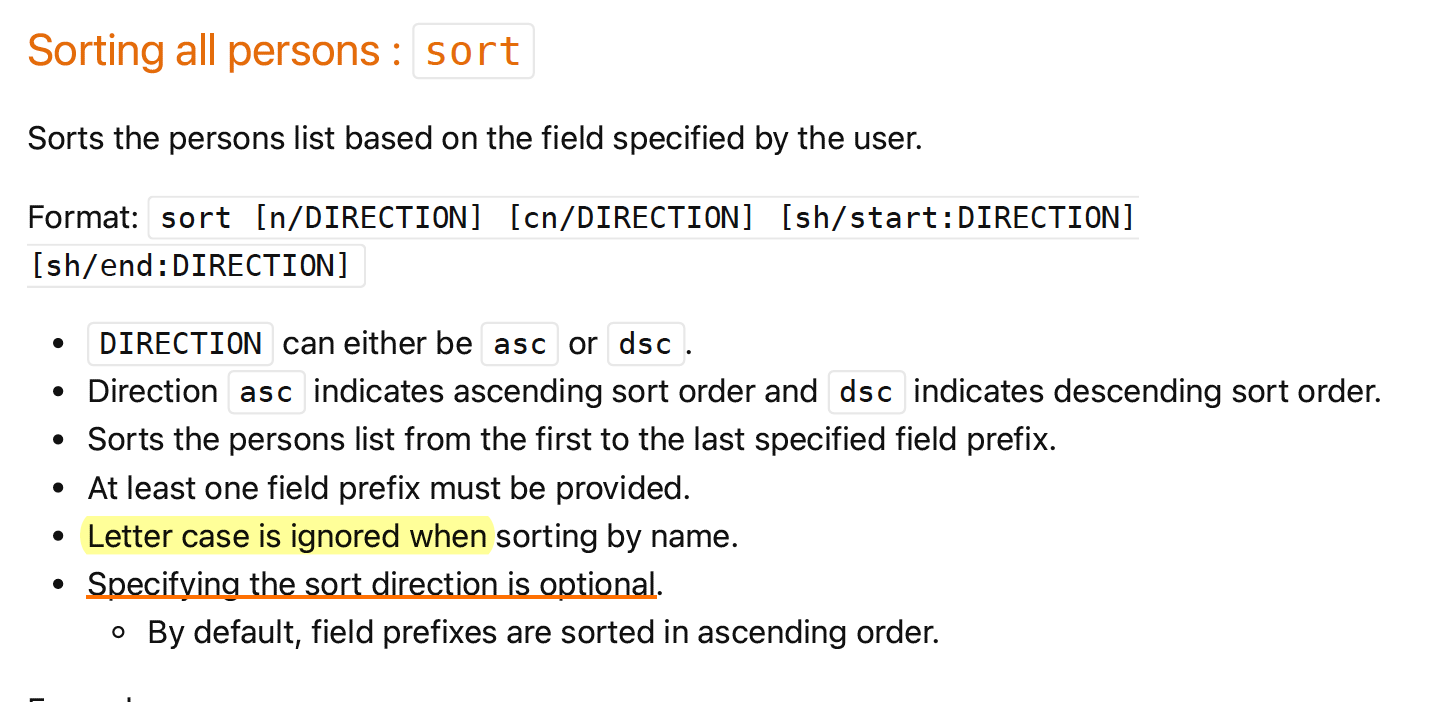 Sorting all persons : sort
Sorts the persons list based on the field specified by the user.
Format: sort [n/DIRECTION] [cn/DIRECTION] [sh/start:DIRECTION]
[sh/end:DIRECTION]
• DIRECTION can either be asc or dsc.
• Direction asc indicates ascending sort order and dsc indicates descending sort order.
• Sorts the persons list from the first to the last specified field prefix.
• At least one field prefix must be provided.
• Letter case is ignored when sorting by name.
• Specifying the sort direction is optional.
◦ By default, field prefixes are sorted in ascending order.